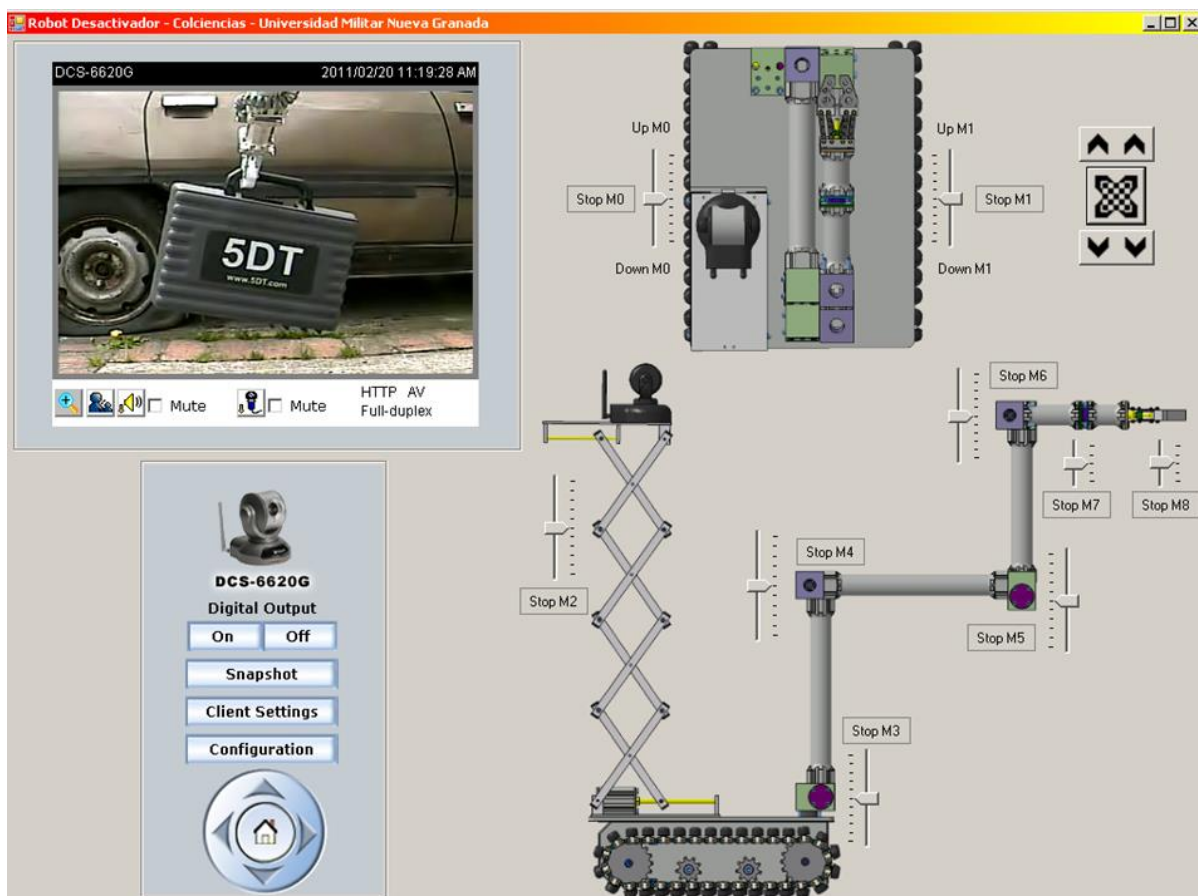 Robot Desactivador - Colciencias - Universidad Militar Nueva Granada
DCS-6620G 2011/02/20 11:19:28 AM
5DT
www.5DT.com
Mute
Mute
HTTP AV
Full-duplex
DCS-6620G
Digital Output
On Off
Snapshot
Client Settings
Configuration
Up M0
Stop M0
Down M0
Up M1
Stop M1
Down M1
Stop M2
Stop M6
Stop M7
Stop M8
Stop M4
Stop M5
Stop M3